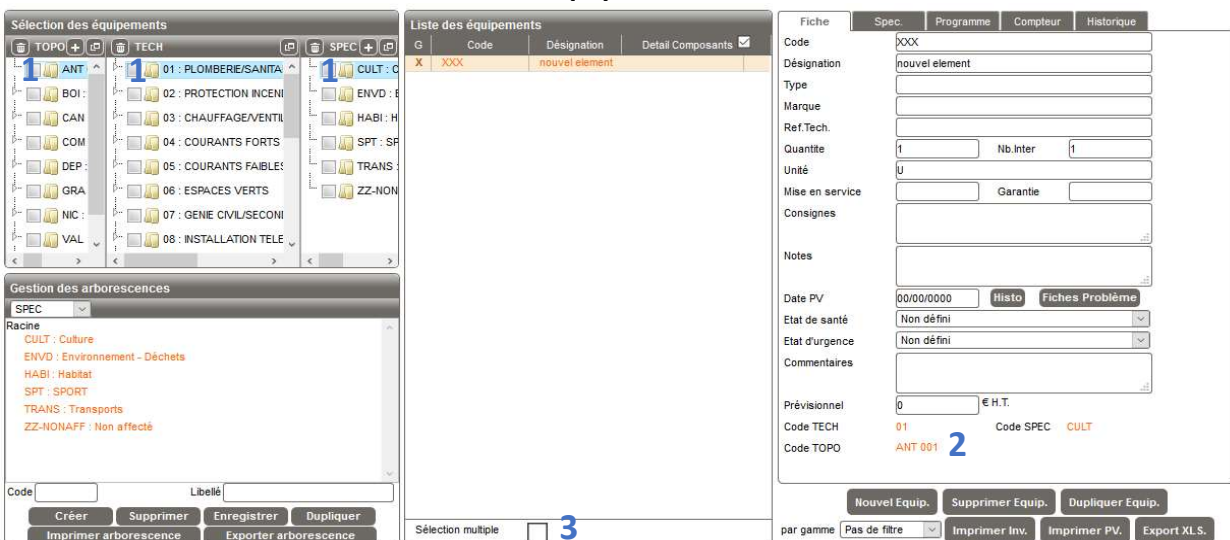 Sélection des équipements
TOPO + TECH SPEC +
1 ANT 1 01 : PLOMBERIE/SANITA 1 CULT : C
BOI : 02 : PROTECTION INCENI ENVD : E
CAN 03 : CHAUFFAGE/VENTIL HABI : H
COM 04 : COURANTS FORTS SPT : SP
DEP : 05 : COURANTS FAIBLES TRANS :
GRA 06 : ESPACES VERTS ZZ-NON
NIC : 07 : GENIE CIVIL/SECONI
VAL 08 : INSTALLATION TELE
Gestion des arborescences
SPEC
Racine
CULT : Culture
ENVD : Environnement - Déchets
HABI : Habitat
SPT : SPORT
TRANS : Transports
ZZ-NONAFF : Non affecté
Code Libellé
Créer Supprimer Enregistrer Dupliquer
Imprimer arborescence Exporter arborescence
Liste des équipements
G Code Désignation Detail Composants
X XXX nouvel element
Sélection multiple 3
Fiche Spec. Programme Compteur Historique
Code XXX
Désignation nouvel element
Type
Marque
Ref.Tech.
Quantite 1 Nb.Inter 1
Unité U
Mise en service Garantie
Consignes
Notes
Date PV 00/00/0000 Histo Fiches Problème
Etat de santé Non défini
Etat d'urgence Non défini
Commentaires
Prévisionnel 0 € H.T.
Code TECH 01 Code SPEC CULT
Code TOPO ANT 001 2
Nouvel Equip. Supprimer Equip. Dupliquer Equip.
par gamme Pas de filtre Imprimer Inv. Imprimer PV. Export XLS.